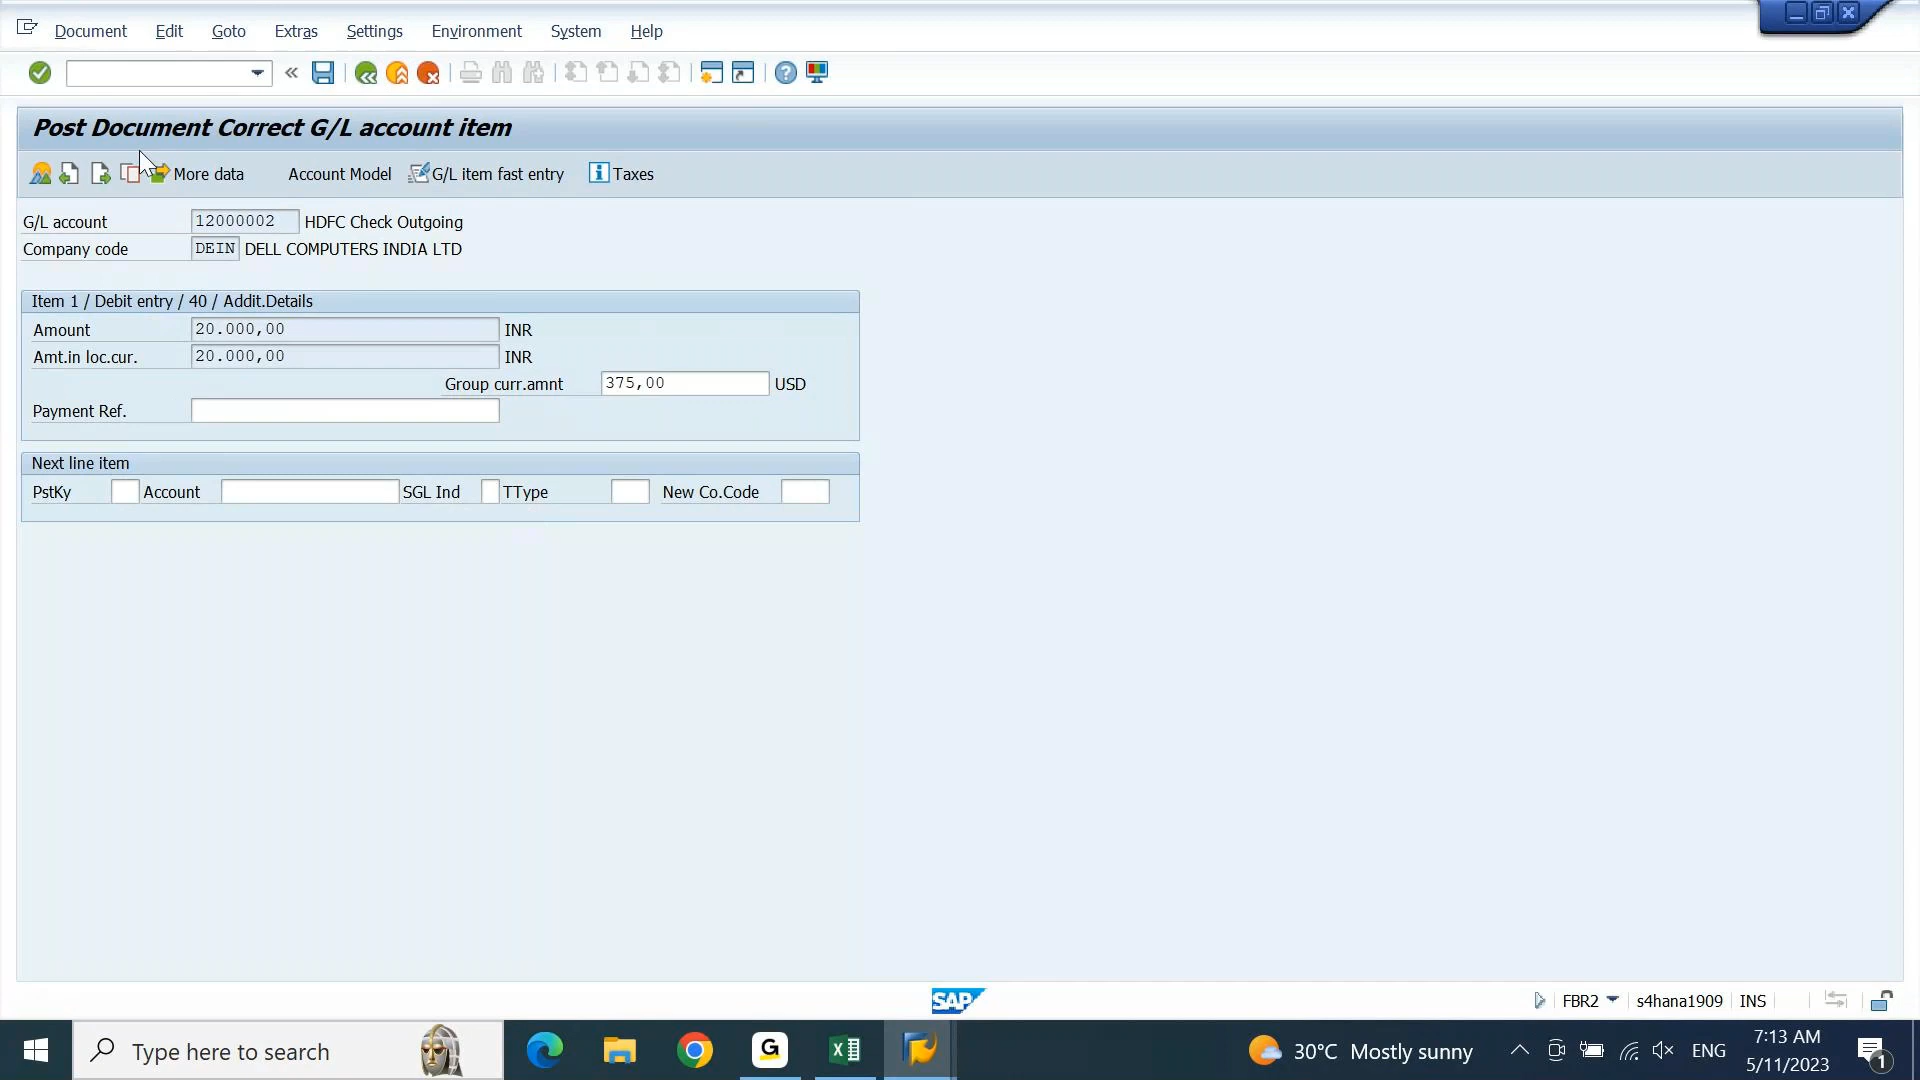 Document Edit Goto Extras Settings Environment System Help
Post Document Correct G/L account item
More data Account Model G/L item fast entry Taxes
G/L account 12000002 HDFC Check Outgoing
Company code DEIN DELL COMPUTERS INDIA LTD
Item 1 / Debit entry / 40 / Addit.Details
Amount 20.000,00 INR
Amt.in loc.cur. 20.000,00 INR
Group curr.amnt 375,00 USD
Payment Ref.
Next line item
PstKy Account SGL Ind TType New Co.Code
SAP FBR2 s4hana1909 INS
Type here to search G 30°C Mostly sunny ENG 7:13 AM
5/11/2023 1